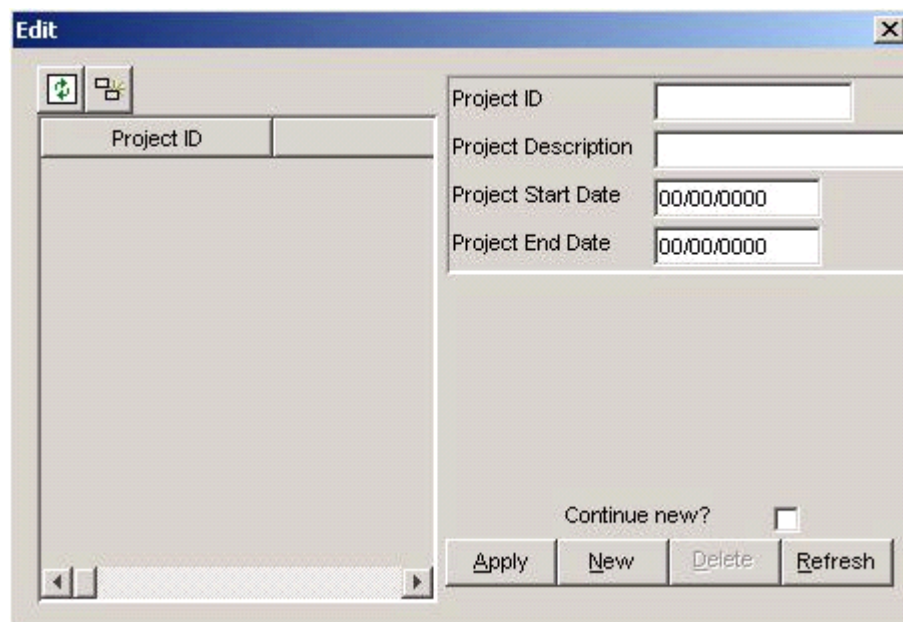 Edit
Project ID
Project ID
Project Description
Project Start Date 00/00/0000
Project End Date 00/00/0000
Continue new?
Apply New Delete Refresh